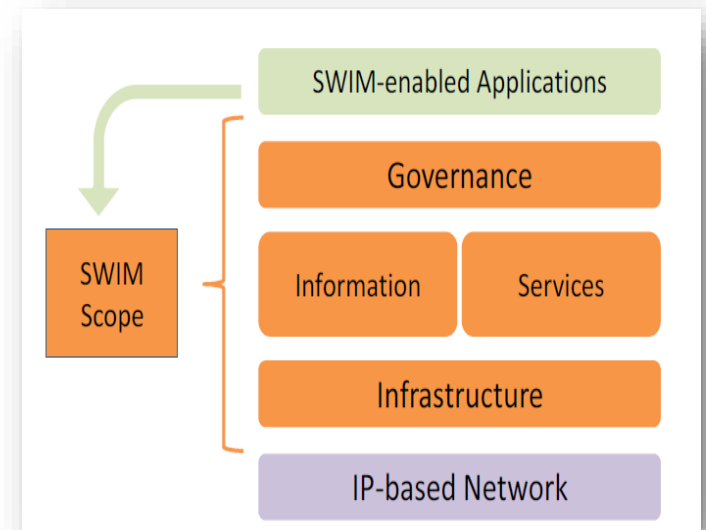 SWIM-enabled Applications
Governance
SWIM
Scope
Information
Services
Infrastructure
IP-based Network